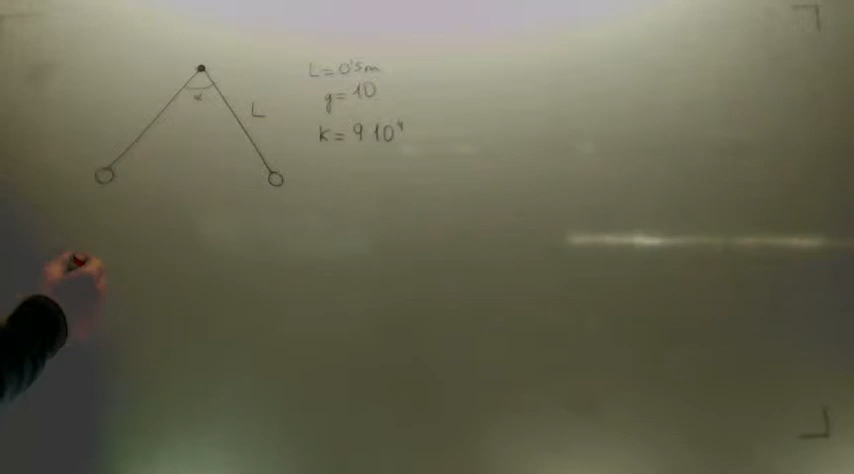 α
L
L = 0'5m
g = 10
K = 9 10⁹